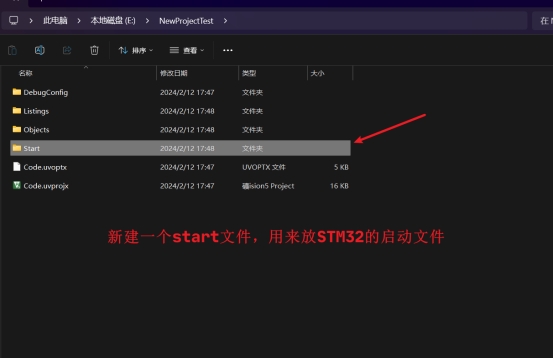 此电脑 > 本地磁盘 (E:) > NewProjectTest >
排序 查看 ...
名称 修改日期 类型 大小
DebugConfig 2024/2/12 17:47 文件夹
Listings 2024/2/12 17:48 文件夹
Objects 2024/2/12 17:48 文件夹
Start 2024/2/12 17:48 文件夹
Code.uvoptx 2024/2/12 17:47 UVOPTX 文件 5 KB
Code.uvprojx 2024/2/12 17:47 礦ision5 Project 16 KB
新建一个start文件，用来放STM32的启动文件